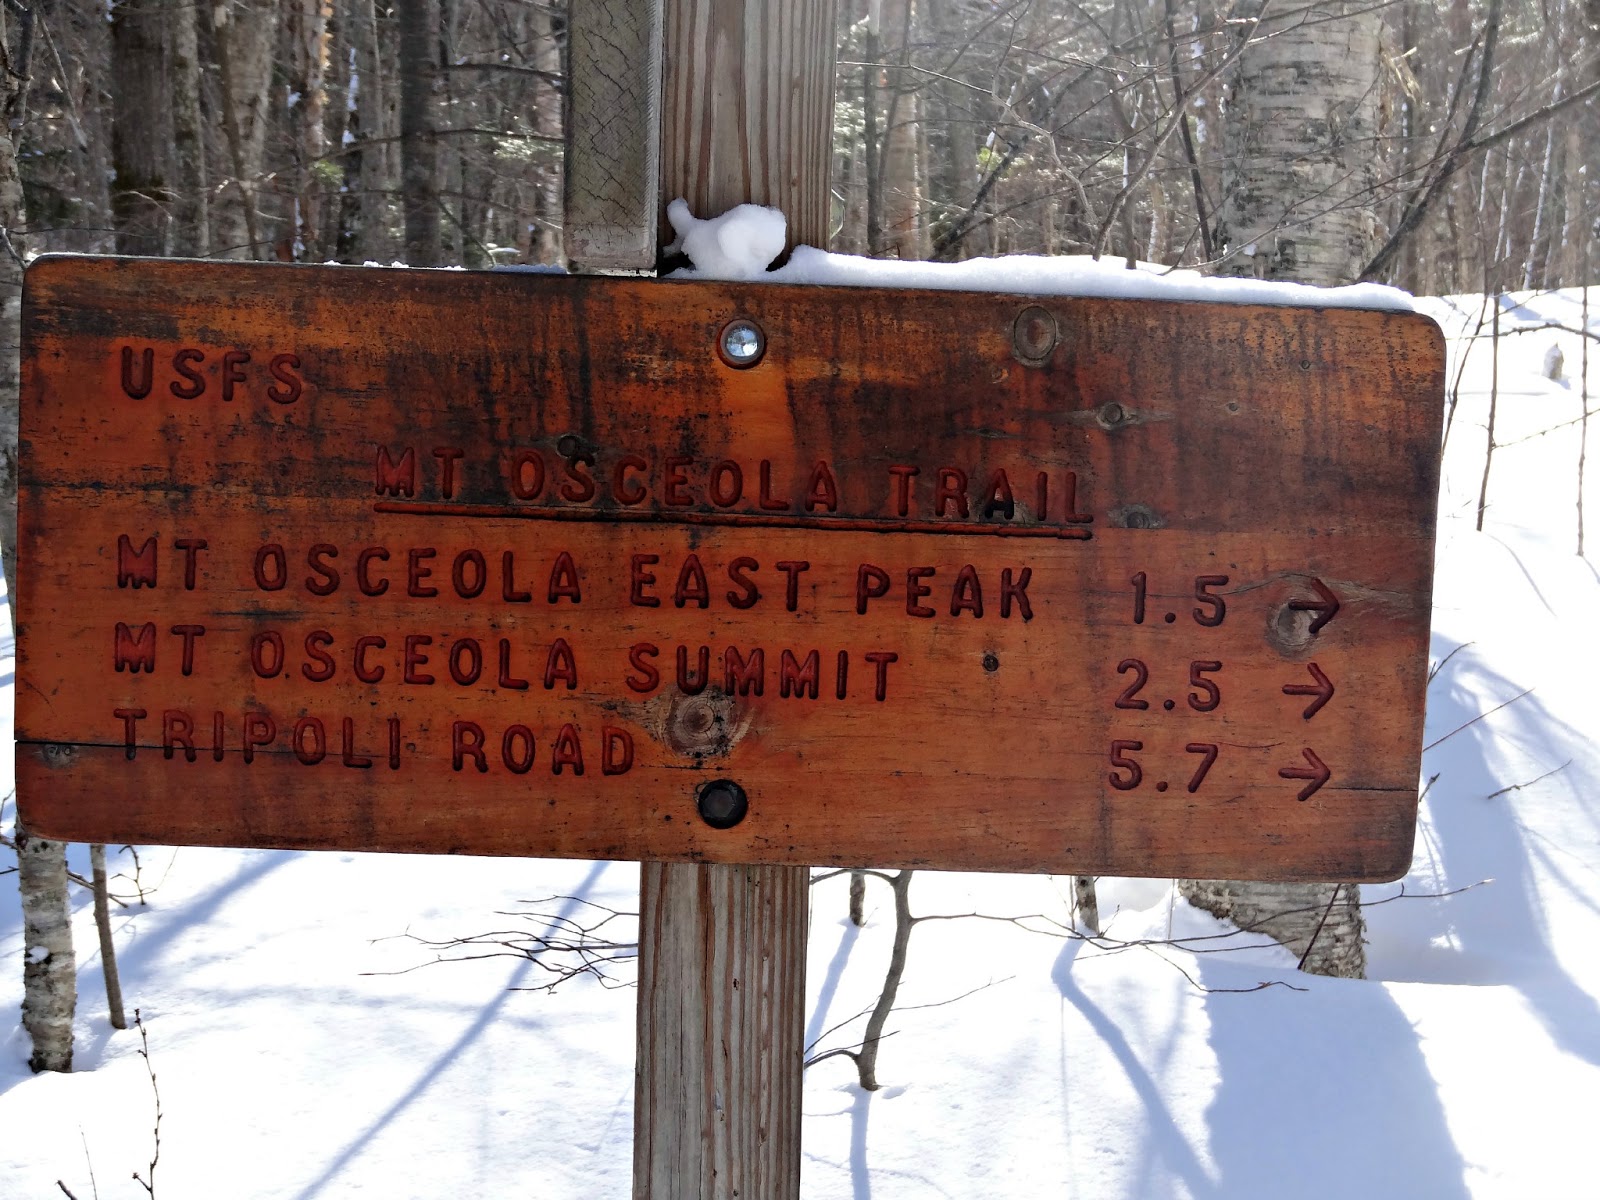 USFS
MT OSCEOLA TRAIL
MT OSCEOLA EAST PEAK 1.5 →
MT OSCEOLA SUMMIT 2.5 →
TRIPOLI ROAD 5.7 →